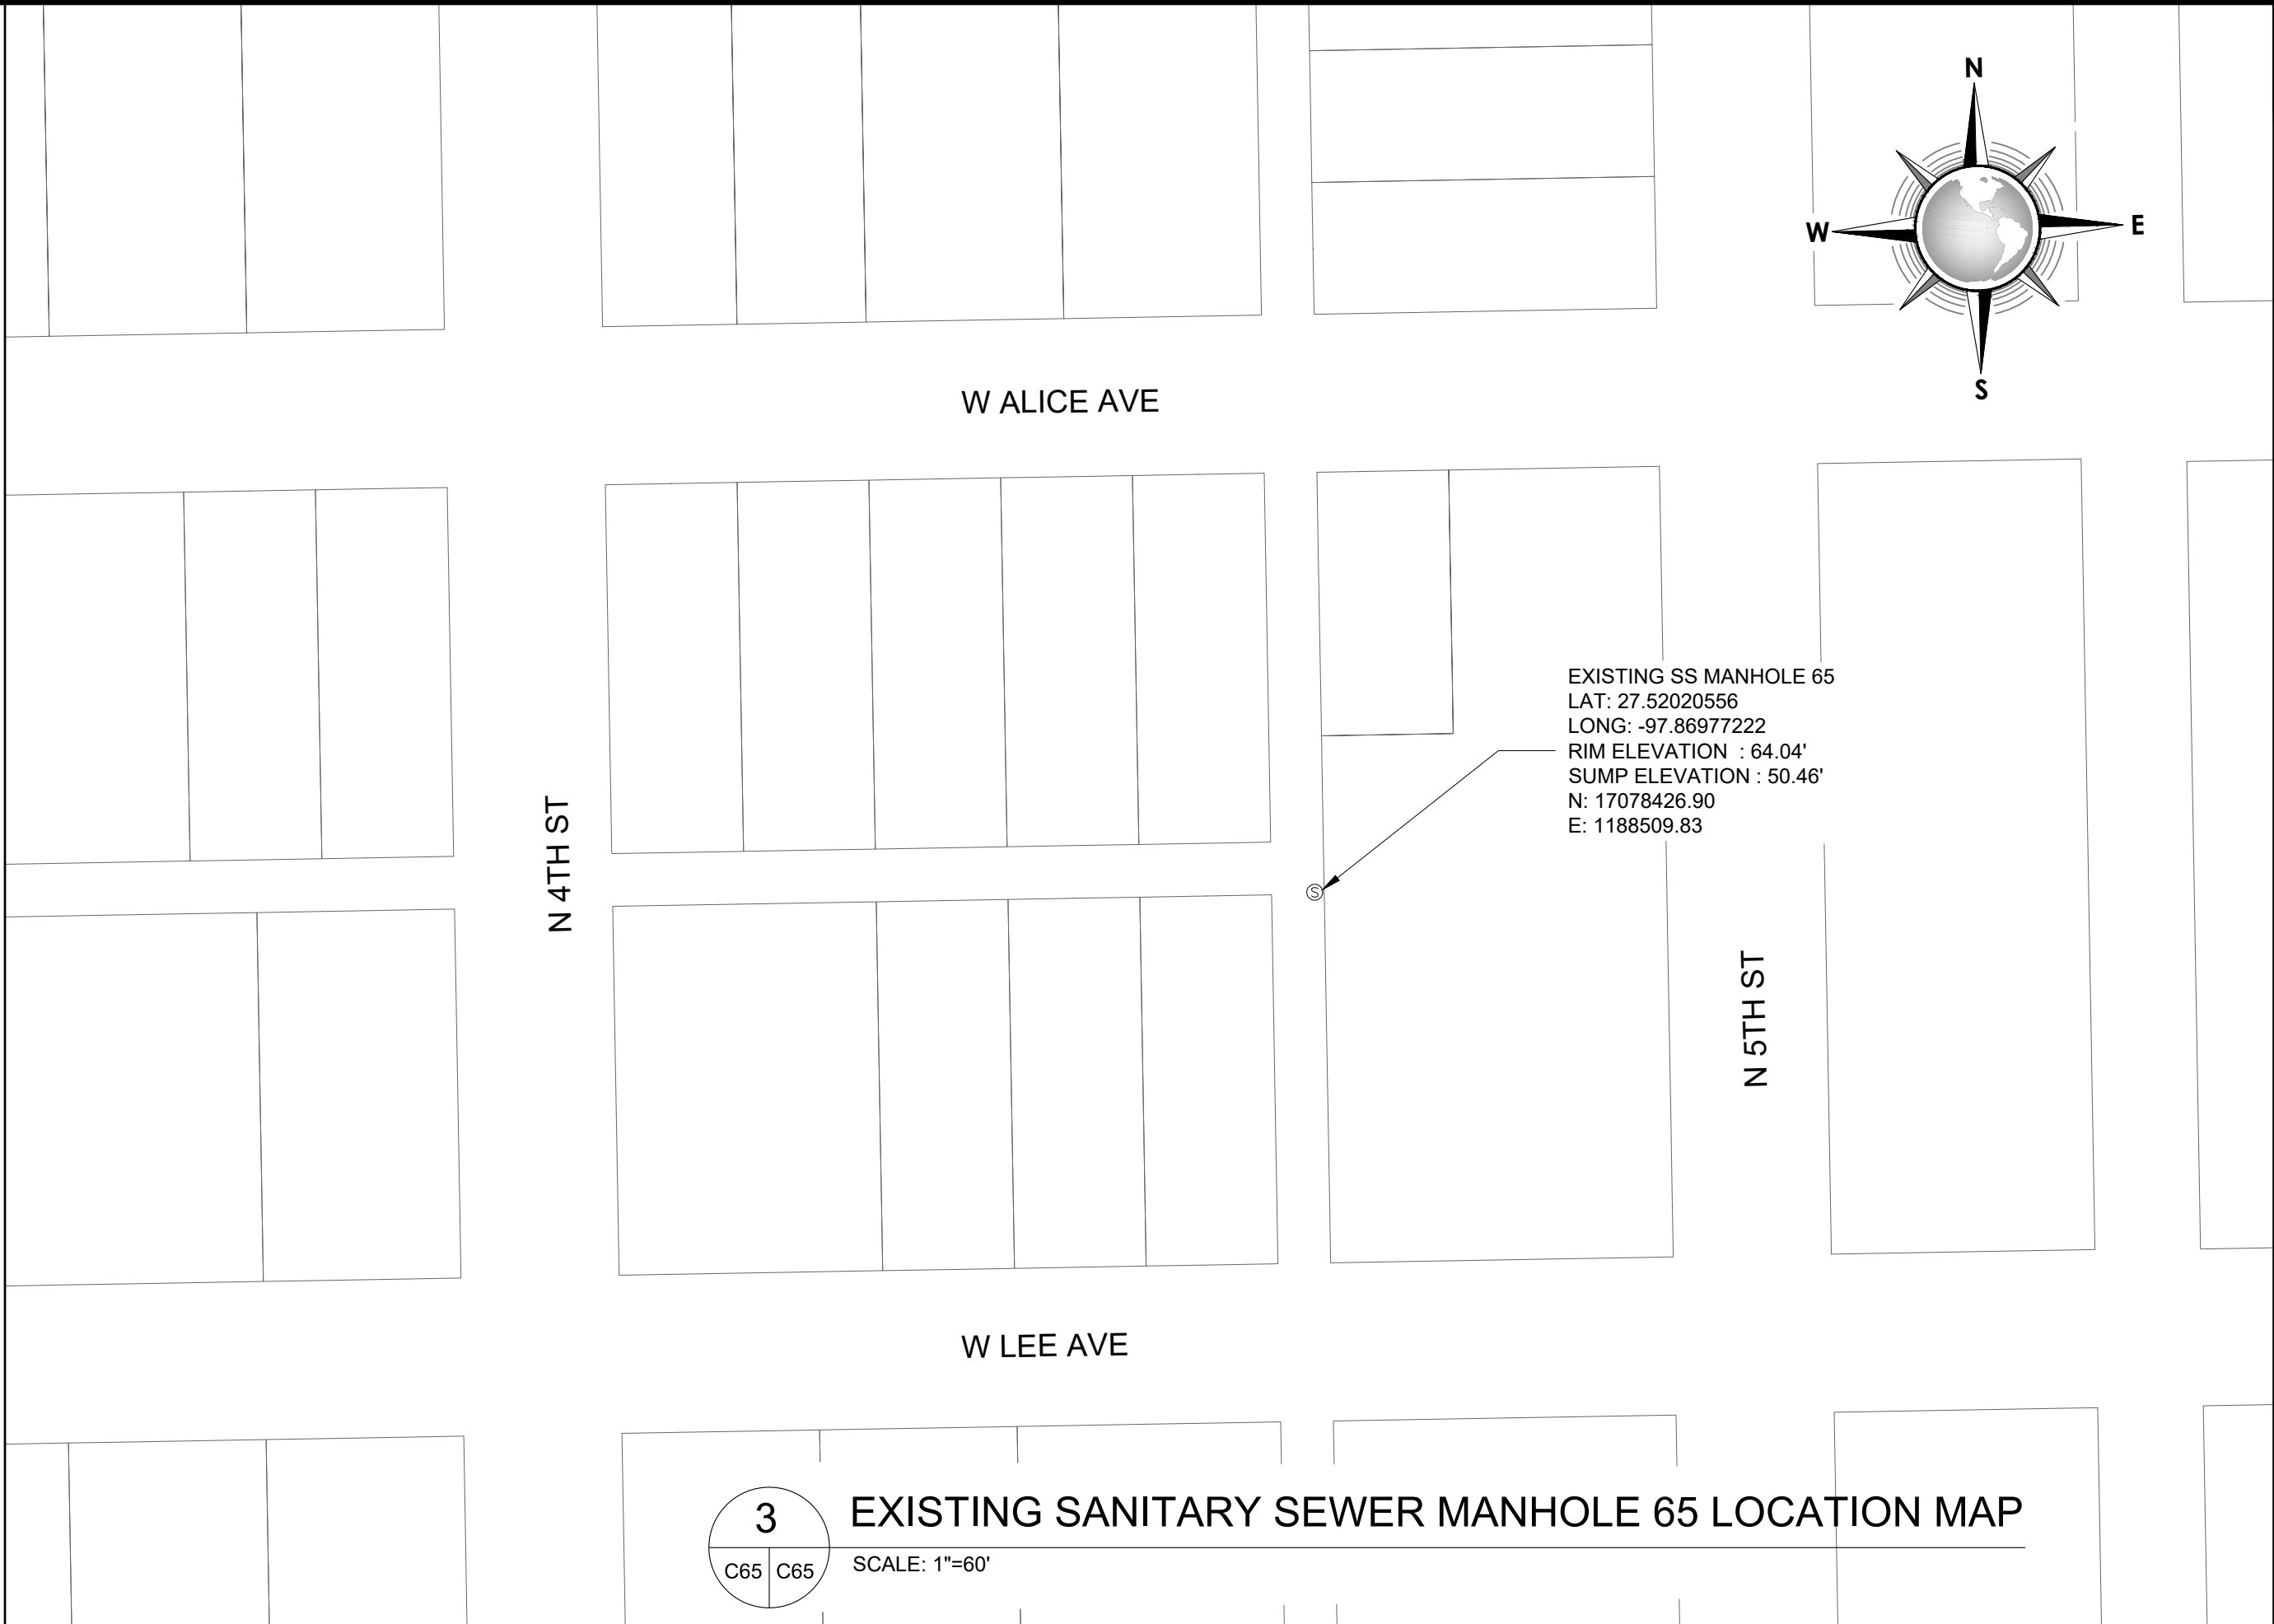 N
W
E
S
W ALICE AVE
EXISTING SS MANHOLE 65
LAT: 27.52020556
LONG: -97.86977222
RIM ELEVATION : 64.04'
SUMP ELEVATION : 50.46'
N: 17078426.90
E: 1188509.83
N 4TH ST
S
N 5TH ST
W LEE AVE
3
EXISTING SANITARY SEWER MANHOLE 65 LOCATION MAP
C65 C65
SCALE: 1"=60'